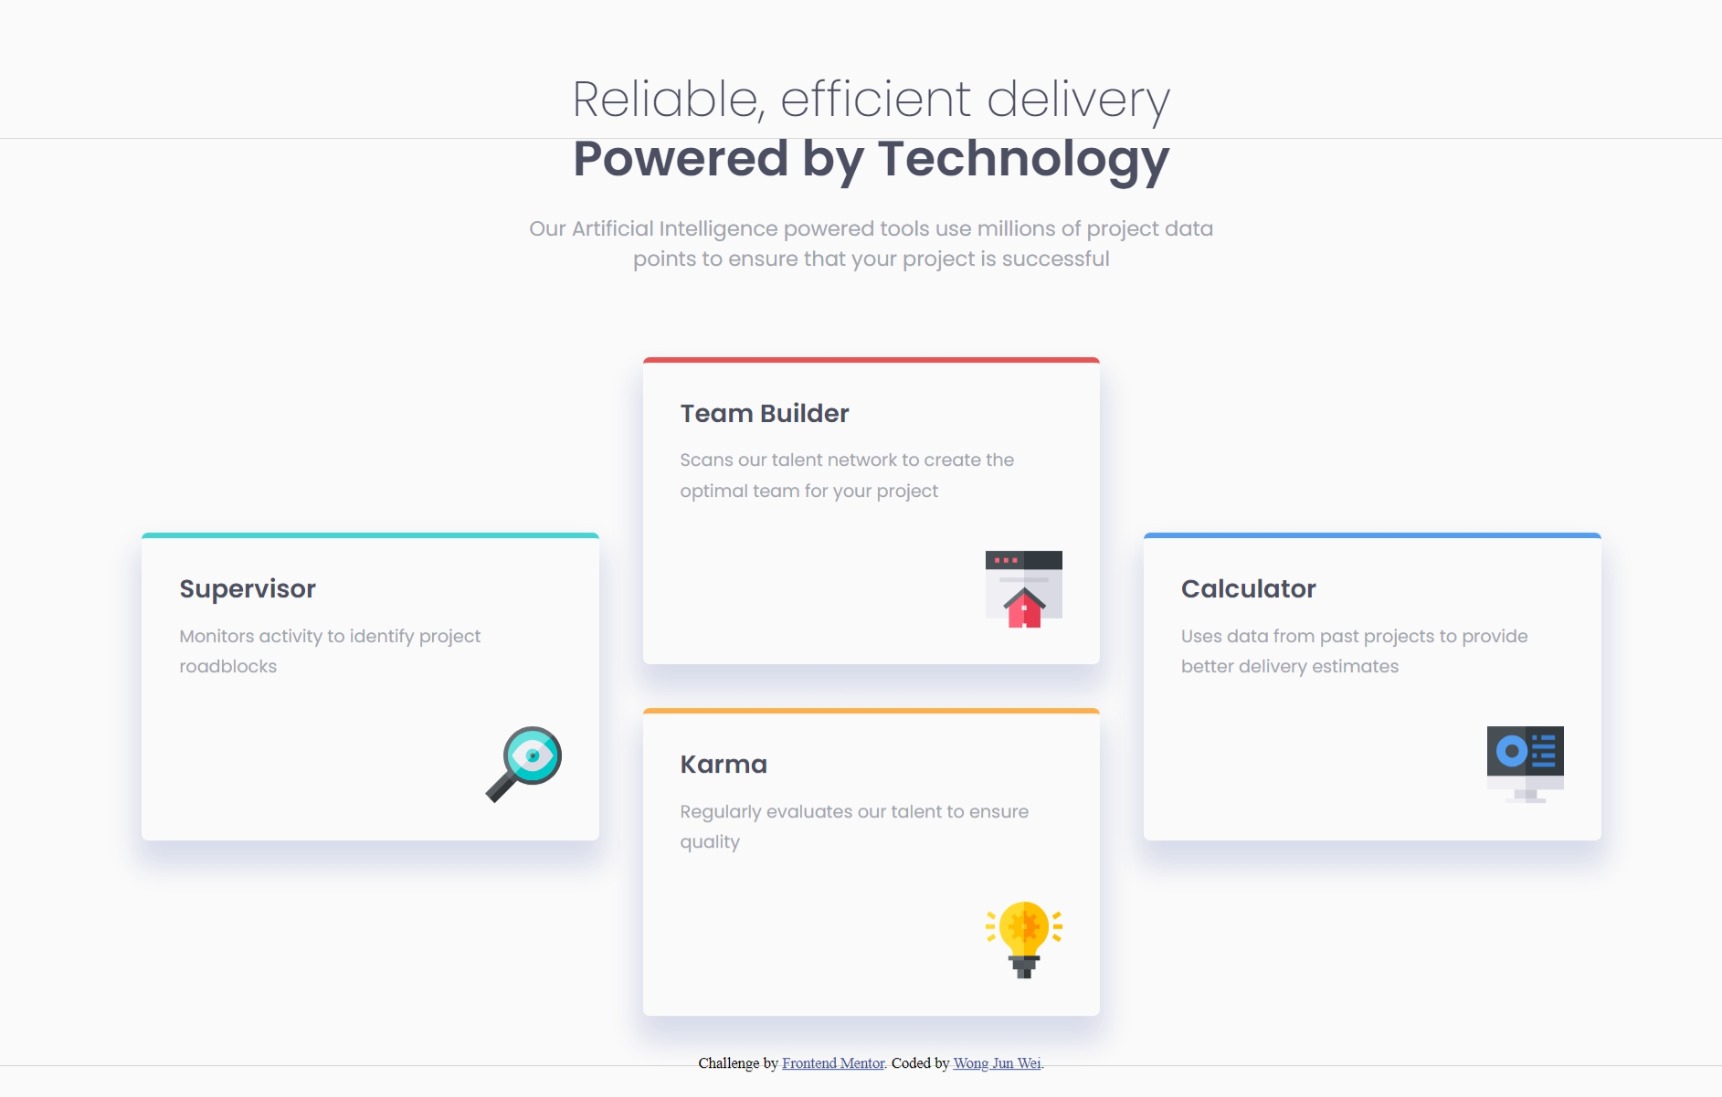 Reliable, efficient delivery
Powered by Technology
Our Artificial Intelligence powered tools use millions of project data
points to ensure that your project is successful
Team Builder
Scans our talent network to create the
optimal team for your project
Supervisor
Monitors activity to identify project
roadblocks
Calculator
Uses data from past projects to provide
better delivery estimates
Karma
Regularly evaluates our talent to ensure
quality
Challenge by Frontend Mentor. Coded by Wong Jun Wei.